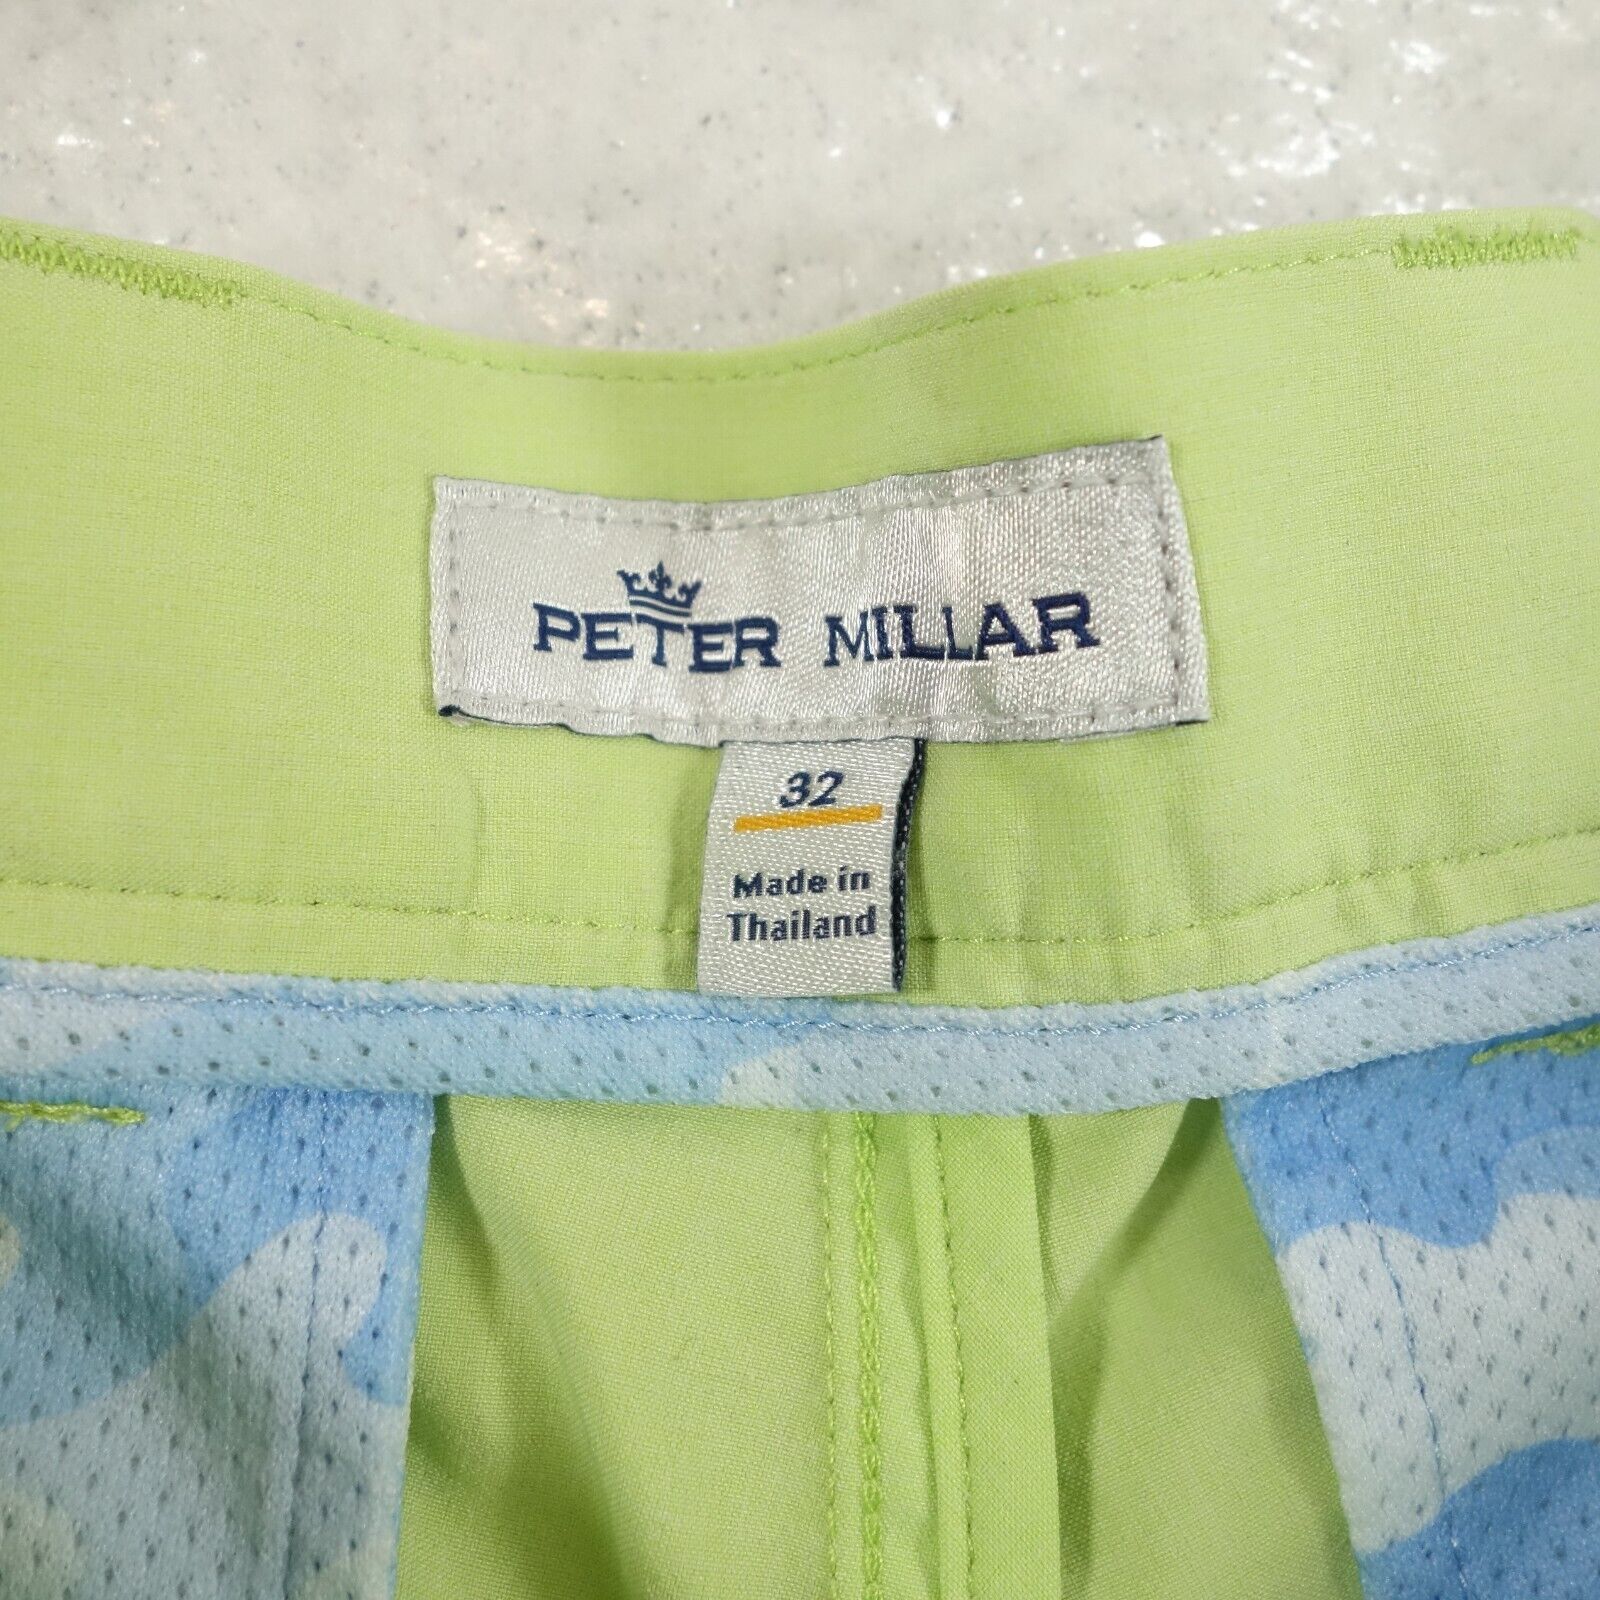 PETER MILLAR
32
Made in
Thailand